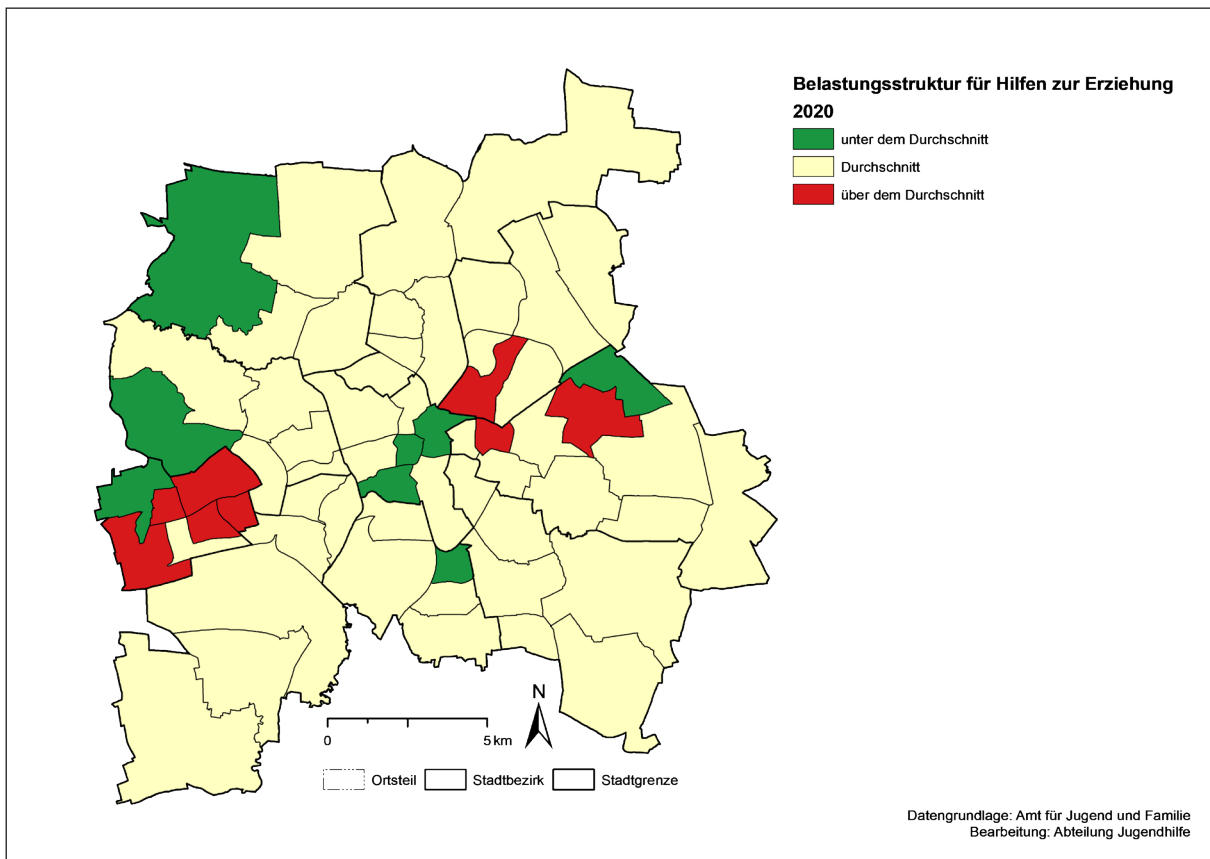 Belastungsstruktur für Hilfen zur Erziehung
2020
unter dem Durchschnitt
Durchschnitt
über dem Durchschnitt
N
0 5 km
Ortsteil Stadtbezirk Stadtgrenze
Datengrundlage: Amt für Jugend und Familie
Bearbeitung: Abteilung Jugendhilfe